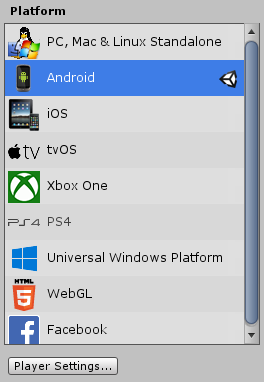 Platform
PC, Mac & Linux Standalone
Android
iOS
tv tvOS
Xbox One
PS4 PS4
Universal Windows Platform
HTML
5 WebGL
f Facebook
Player Settings...